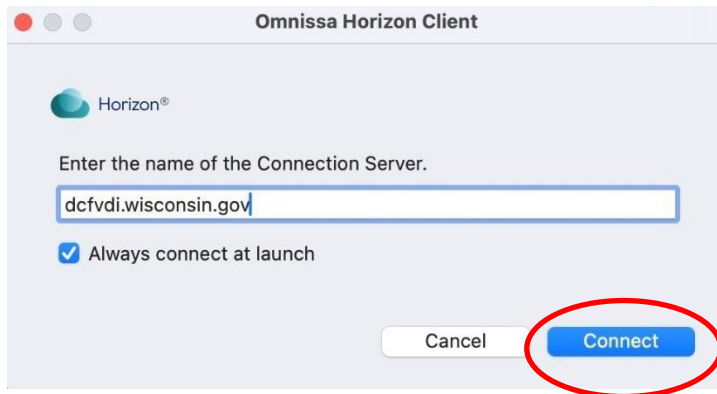 Omnissa Horizon Client
Horizon®
Enter the name of the Connection Server.
dcfvdi.wisconsin.gov
Always connect at launch
Cancel
Connect